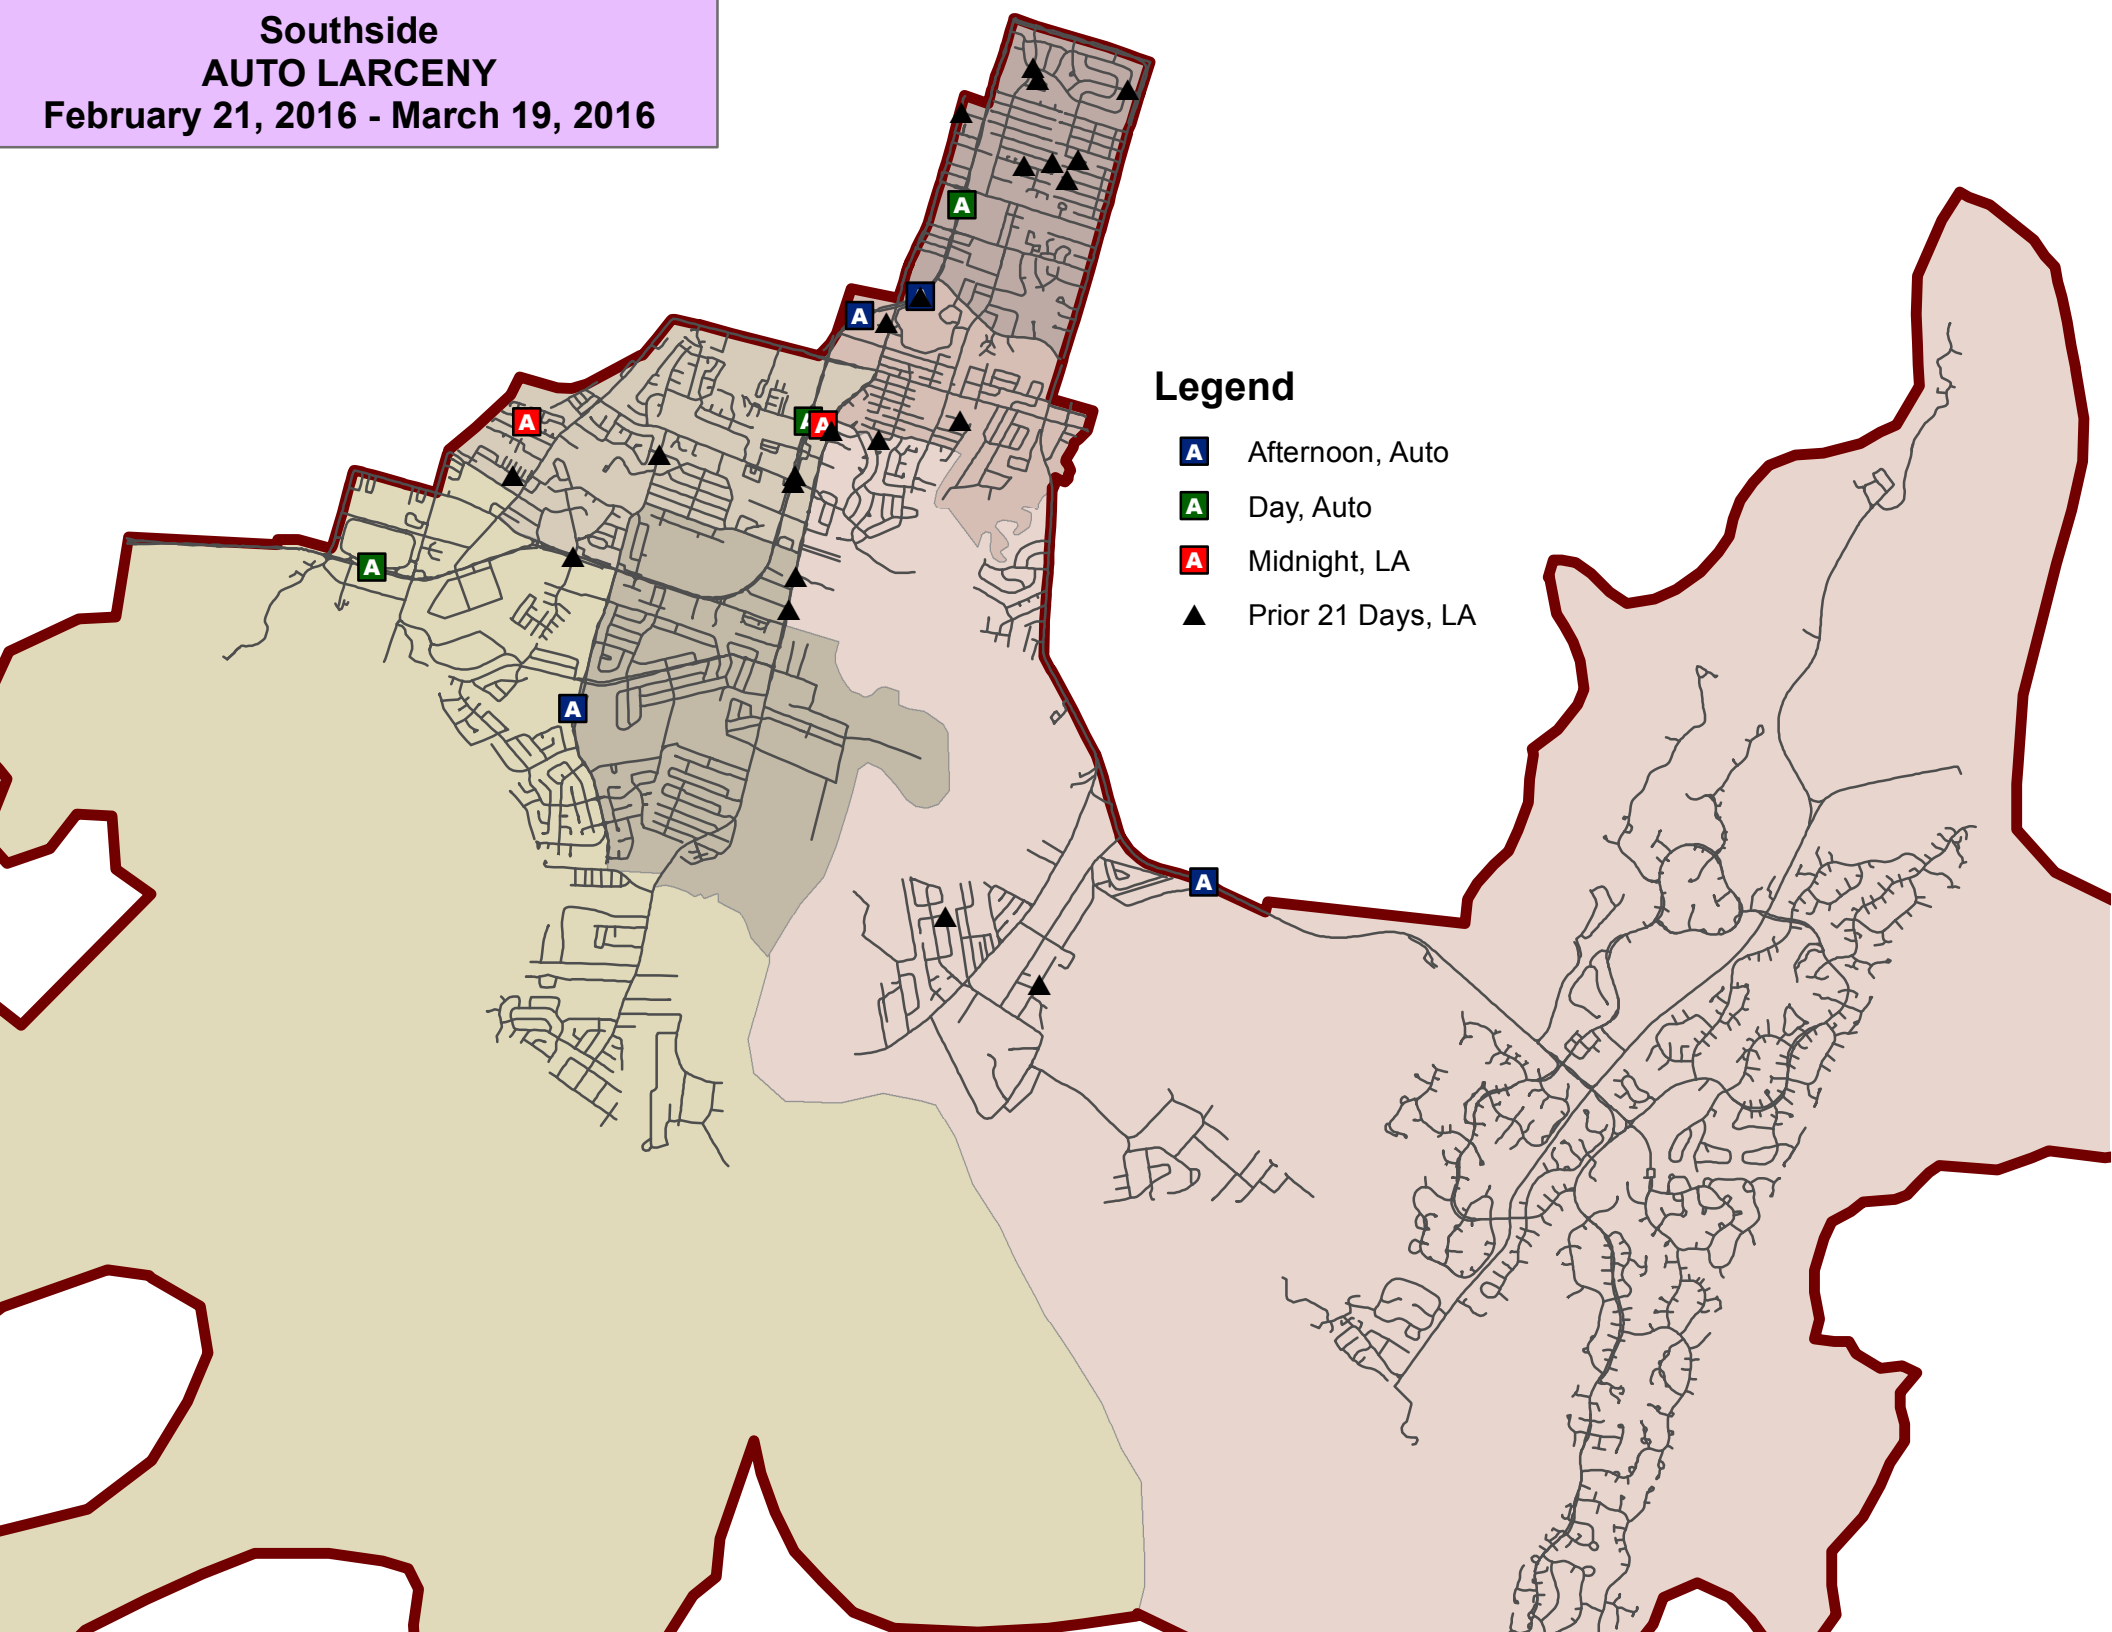 Southside
AUTO LARCENY
February 21, 2016 - March 19, 2016
A
A
A
A
A
A
A
A
Legend
A Afternoon, Auto
A Day, Auto
A Midnight, LA
Prior 21 Days, LA
A